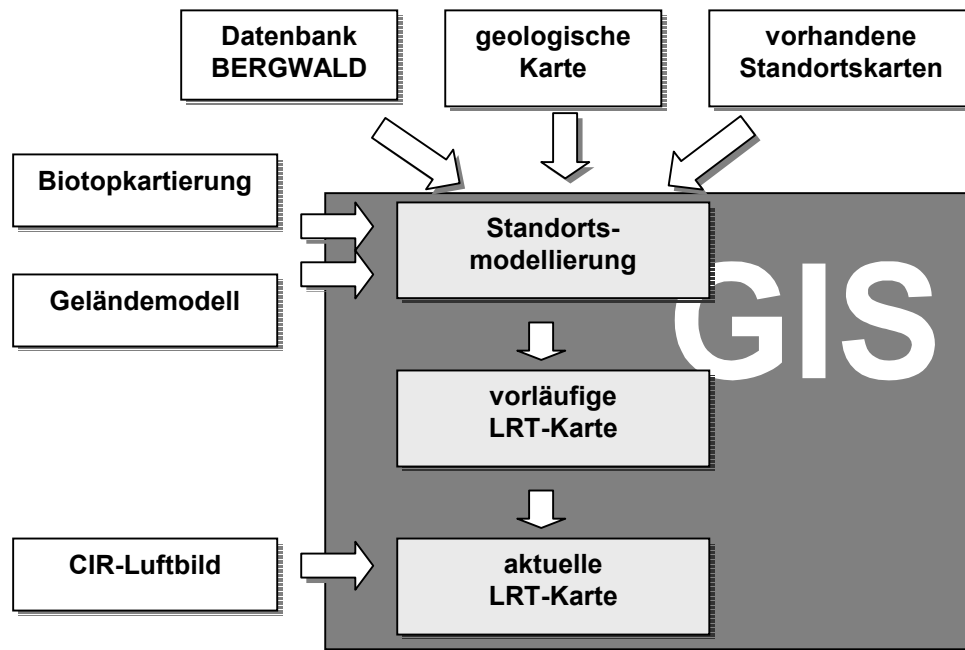 Datenbank
BERGWALD
geologische
Karte
vorhandene
Standortskarten
Biotopkartierung
Geländemodell
Standorts-
modellierung
GIS
vorläufige
LRT-Karte
CIR-Luftbild
aktuelle
LRT-Karte